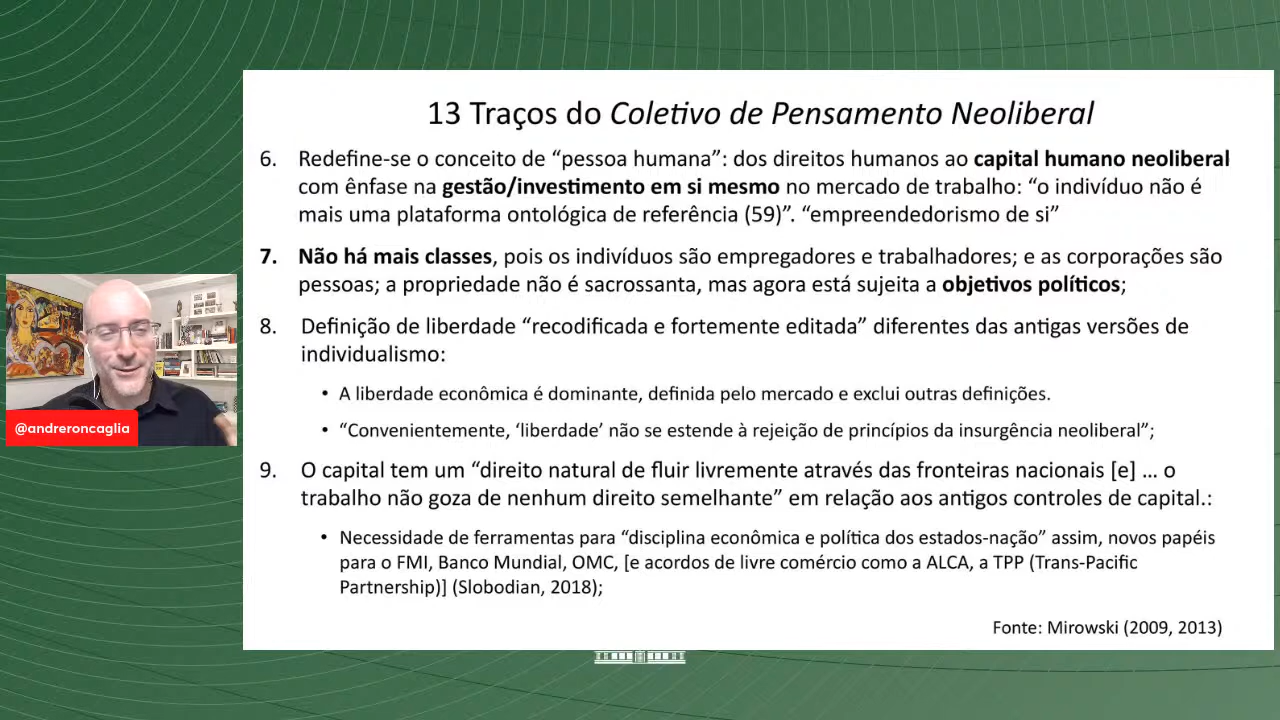 13 Traços do Coletivo de Pensamento Neoliberal
6. Redefine-se o conceito de “pessoa humana”: dos direitos humanos ao capital humano neoliberal
com ênfase na gestão/investimento em si mesmo no mercado de trabalho: “o indivíduo não é
mais uma plataforma ontológica de referência (59)”. “empreendedorismo de si”
7. Não há mais classes, pois os indivíduos são empregadores e trabalhadores; e as corporações são
pessoas; a propriedade não é sacrossanta, mas agora está sujeita a objetivos políticos;
8. Definição de liberdade “recodificada e fortemente editada” diferentes das antigas versões de
individualismo:
• A liberdade econômica é dominante, definida pelo mercado e exclui outras definições.
• “Convenientemente, ‘liberdade’ não se estende à rejeição de princípios da insurgência neoliberal”;
9. O capital tem um “direito natural de fluir livremente através das fronteiras nacionais [e] … o
trabalho não goza de nenhum direito semelhante” em relação aos antigos controles de capital.:
• Necessidade de ferramentas para “disciplina econômica e política dos estados-nação” assim, novos papéis
para o FMI, Banco Mundial, OMC, [e acordos de livre comércio como a ALCA, a TPP (Trans-Pacific
Partnership)] (Slobodian, 2018);
Fonte: Mirowski (2009, 2013)
@andreroncaglia